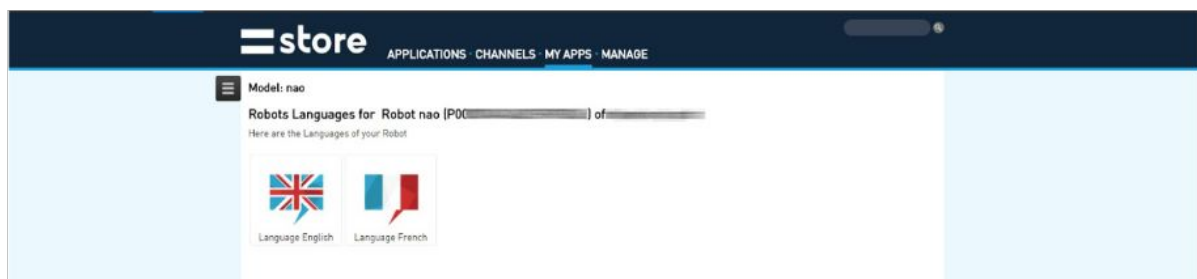 store
APPLICATIONS · CHANNELS · MY APPS · MANAGE
Model: nao
Robots Languages for Robot nao (P00 ) of
Here are the Languages of your Robot
Language English Language French